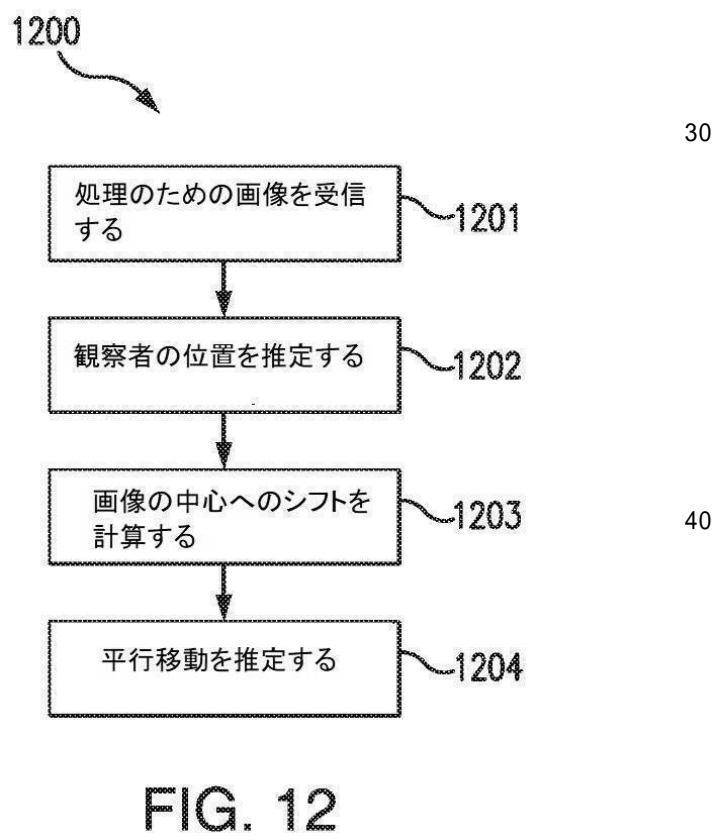 1200
30
処理のための画像を受信
する
1201
観察者の位置を推定する
1202
画像の中心へのシフトを
計算する
1203
40
平行移動を推定する
1204
FIG. 12